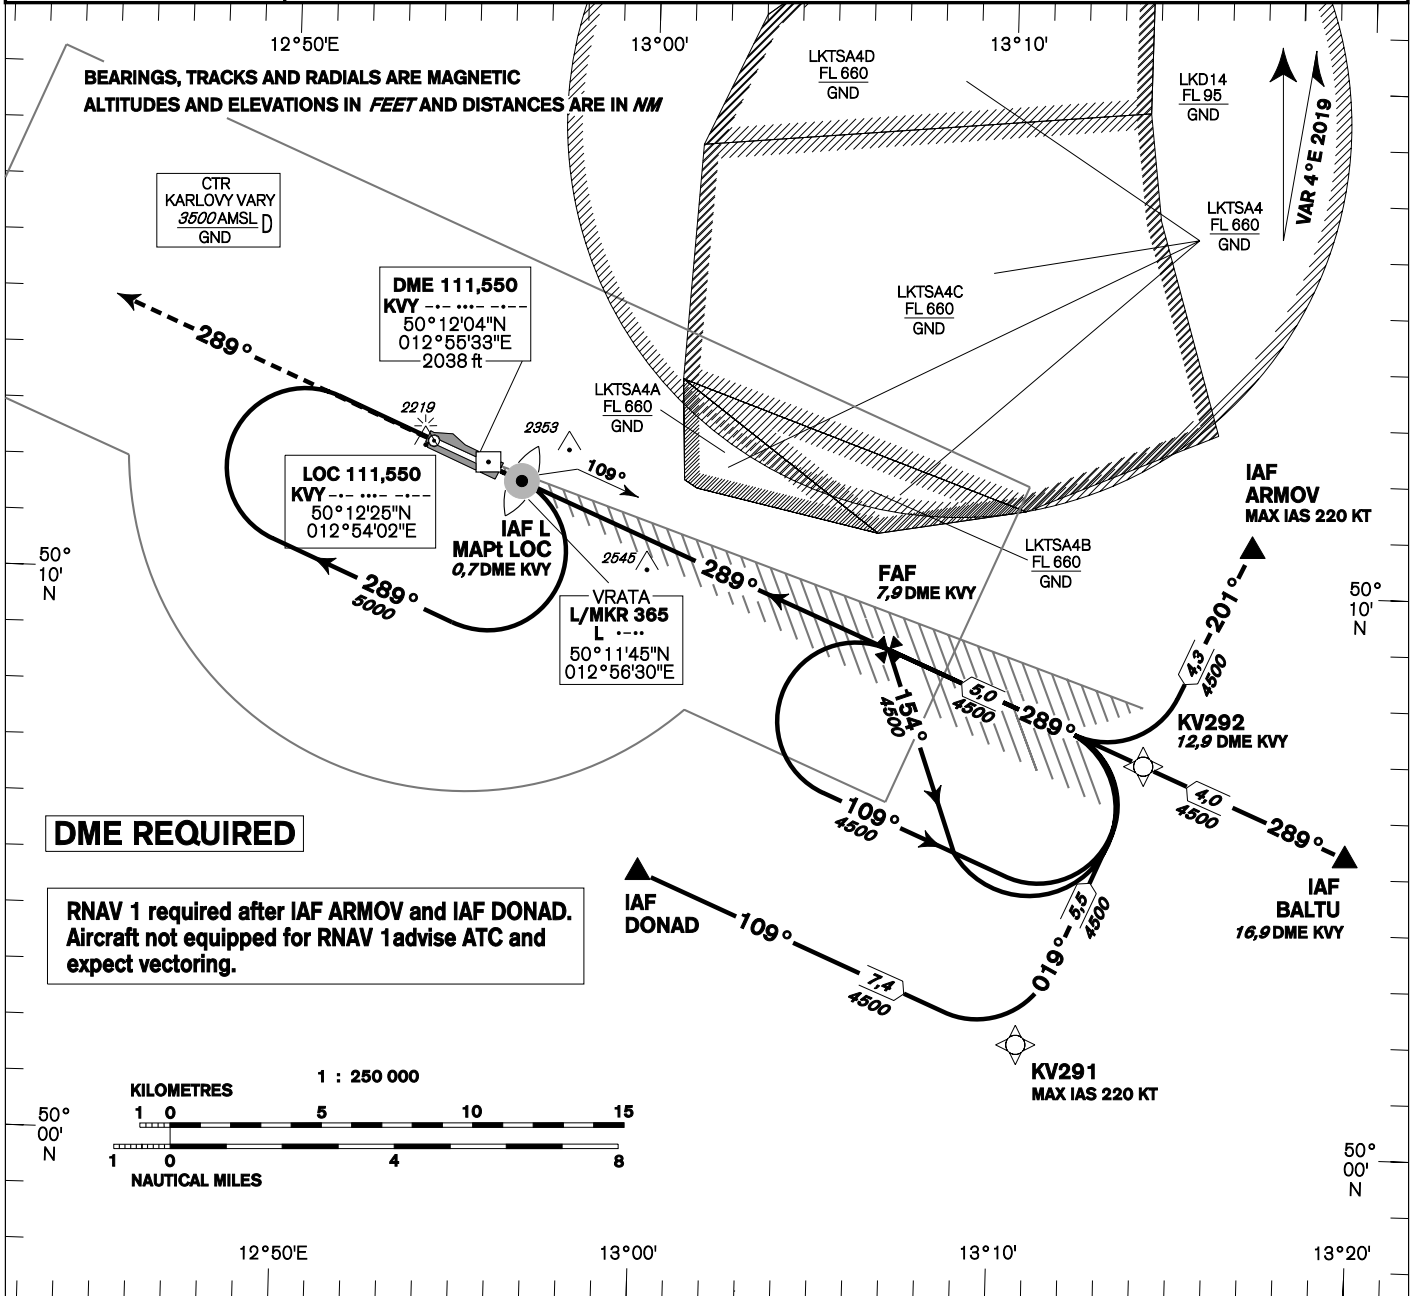 12°50'E
13°00'
13°10'
BEARINGS, TRACKS AND RADIALS ARE MAGNETIC
ALTITUDES AND ELEVATIONS IN FEET AND DISTANCES ARE IN NM
LKTSA4D
FL 660
GND
LKD14
FL 95
GND
VAR 4°E 2019
CTR
KARLOVY VARY
3500 AMSL
GND
D
LKTSA4
FL 660
GND
DME 111,550
KVY –·– ···– –·––
50°12'04"N
012°55'33"E
2038 ft
LKTSA4C
FL 660
GND
289°
LKTSA4A
FL 660
GND
2219
2353
109°
LOC 111,550
KVY –·– ···– –·––
50°12'25"N
012°54'02"E
IAF L
MAPt LOC
0,7 DME KVY
IAF
ARMOV
MAX IAS 220 KT
2545
LKTSA4B
FL 660
GND
50°
10'
N
289°
5000
289°
FAF
7,9 DME KVY
VRATA
L/MKR 365
L ·–··
50°11'45"N
012°56'30"E
201°
4,3
4500
50°
10'
N
154°
4500
5,0
4500
289°
KV292
12,9 DME KVY
109°
4500
4,0
4500
289°
DME REQUIRED
IAF
DONAD
IAF
BALTU
16,9 DME KVY
RNAV 1 required after IAF ARMOV and IAF DONAD.
Aircraft not equipped for RNAV 1advise ATC and
expect vectoring.
109°
7,4
4500
5,5
4500
019°
KV291
MAX IAS 220 KT
1 : 250 000
KILOMETRES
1 0 5 10 15
1 0 4 8
NAUTICAL MILES
50°
00'
N
50°
00'
N
12°50'E
13°00'
13°10'
13°20'